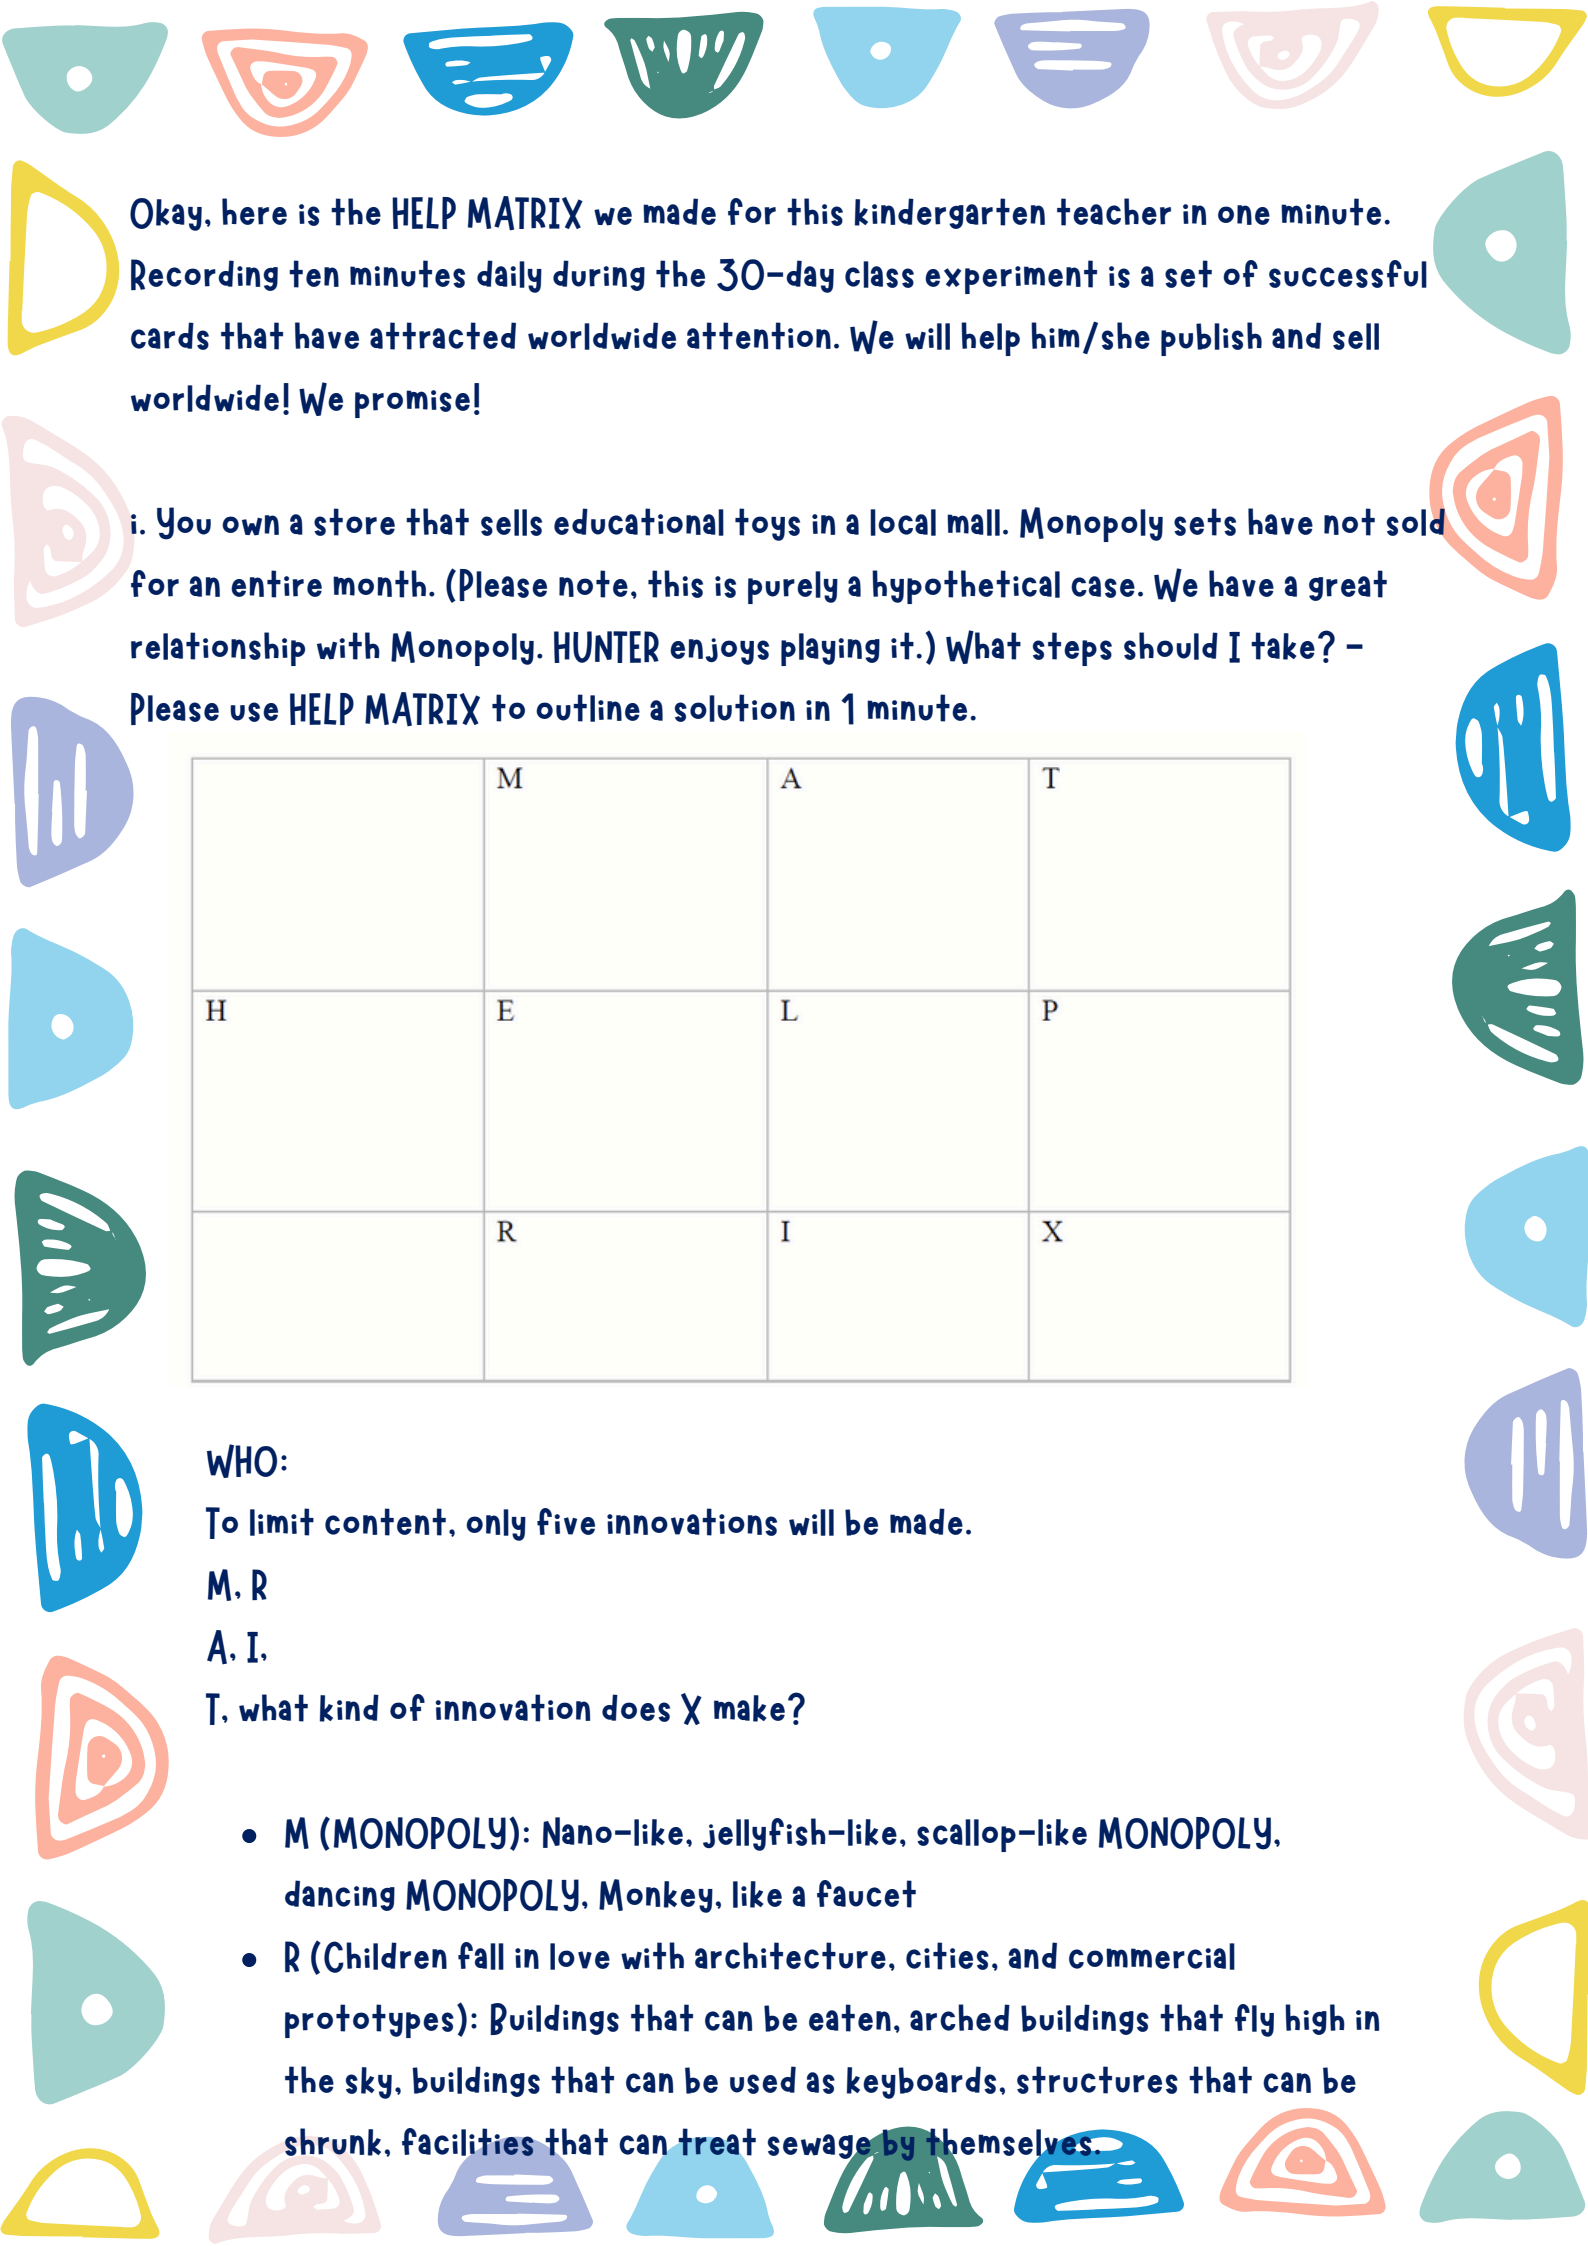 Okay, here is the HELP MATRIX we made for this kindergarten teacher in one minute.
Recording ten minutes daily during the 30-day class experiment is a set of successful
cards that have attracted worldwide attention. We will help him/she publish and sell
worldwide! We promise!
i. You own a store that sells educational toys in a local mall. Monopoly sets have not sold
for an entire month. (Please note, this is purely a hypothetical case. We have a great
relationship with Monopoly. HUNTER enjoys playing it.) What steps should I take? -
Please use HELP MATRIX to outline a solution in 1 minute.
M A T
H E L P
R I X
WHO:
To limit content, only five innovations will be made.
M, R
A, I,
T, what kind of innovation does X make?
• M (MONOPOLY): Nano-like, jellyfish-like, scallop-like MONOPOLY,
dancing MONOPOLY, Monkey, like a faucet
• R (Children fall in love with architecture, cities, and commercial
prototypes): Buildings that can be eaten, arched buildings that fly high in
the sky, buildings that can be used as keyboards, structures that can be
shrunk, facilities that can treat sewage by themselves.